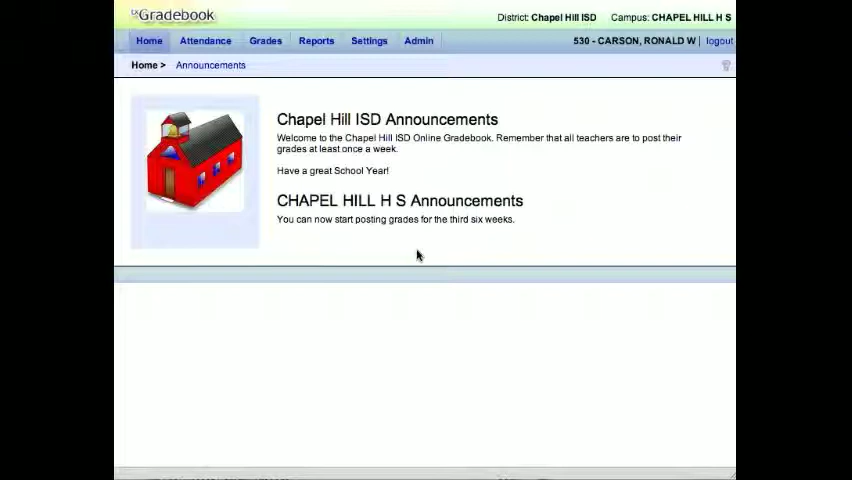 txGradebook
District: Chapel Hill ISD Campus: CHAPEL HILL H S
Home Attendance Grades Reports Settings Admin 530 - CARSON, RONALD W | logout
Home > Announcements
Chapel Hill ISD Announcements
Welcome to the Chapel Hill ISD Online Gradebook. Remember that all teachers are to post their
grades at least once a week.
Have a great School Year!
CHAPEL HILL H S Announcements
You can now start posting grades for the third six weeks.